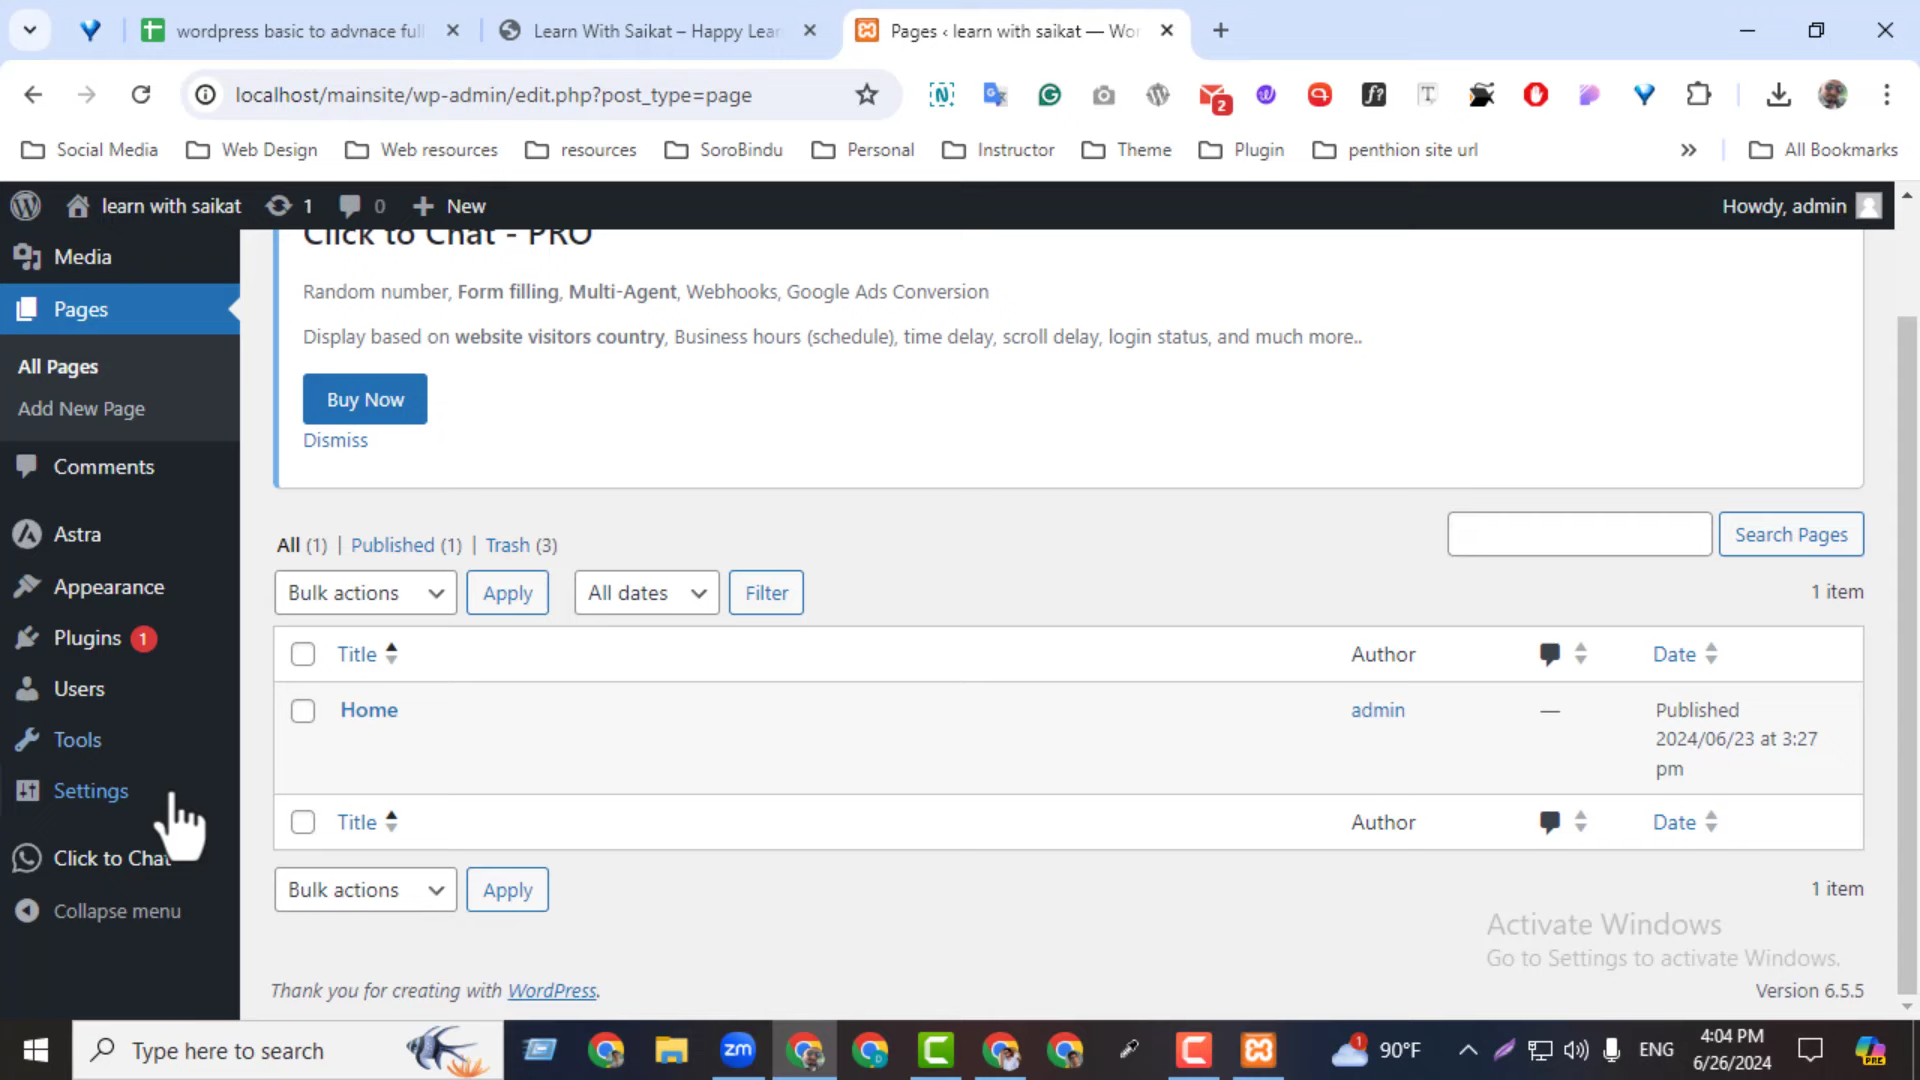 wordpress basic to advnace full
Learn With Saikat – Happy Lear
Pages ‹ learn with saikat — Wor
localhost/mainsite/wp-admin/edit.php?post_type=page
2
Social Media
Web Design
Web resources
resources
SoroBindu
Personal
Instructor
Theme
Plugin
penthion site url
All Bookmarks
learn with saikat
1
0
New
Howdy, admin
Media
Pages
All Pages
Add New Page
Comments
Astra
Appearance
Plugins 1
Users
Tools
Settings
Click to Chat
Collapse menu
Click to Chat - PRO
Random number, Form filling, Multi-Agent, Webhooks, Google Ads Conversion
Display based on website visitors country, Business hours (schedule), time delay, scroll delay, login status, and much more..
Buy Now
Dismiss
All (1) | Published (1) | Trash (3)
Search Pages
Bulk actions
Apply
All dates
Filter
1 item
Title
Author
Date
Home
admin
—
Published
2024/06/23 at 3:27
pm
Title
Author
Date
Bulk actions
Apply
1 item
Activate Windows
Go to Settings to activate Windows.
Thank you for creating with WordPress.
Version 6.5.5
Type here to search
zm
1
90°F
ENG
4:04 PM
6/26/2024
PRE